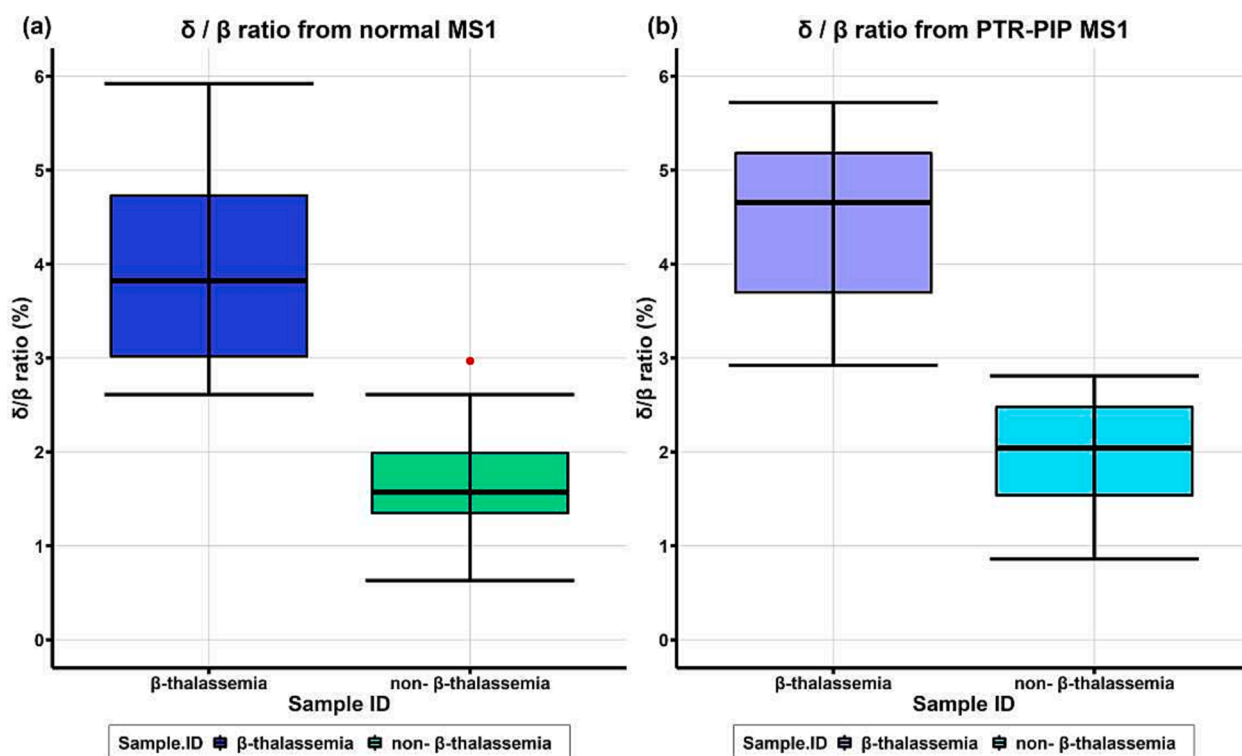 (a)
δ / β ratio from normal MS1
6
5
4
3
2
1
0
δ/β ratio (%)
β-thalassemia
non- β-thalassemia
Sample ID
Sample.ID β-thalassemia non- β-thalassemia
(b)
δ / β ratio from PTR-PIP MS1
6
5
4
3
2
1
0
δ/β ratio (%)
β-thalassemia
non- β-thalassemia
Sample ID
Sample.ID β-thalassemia non- β-thalassemia